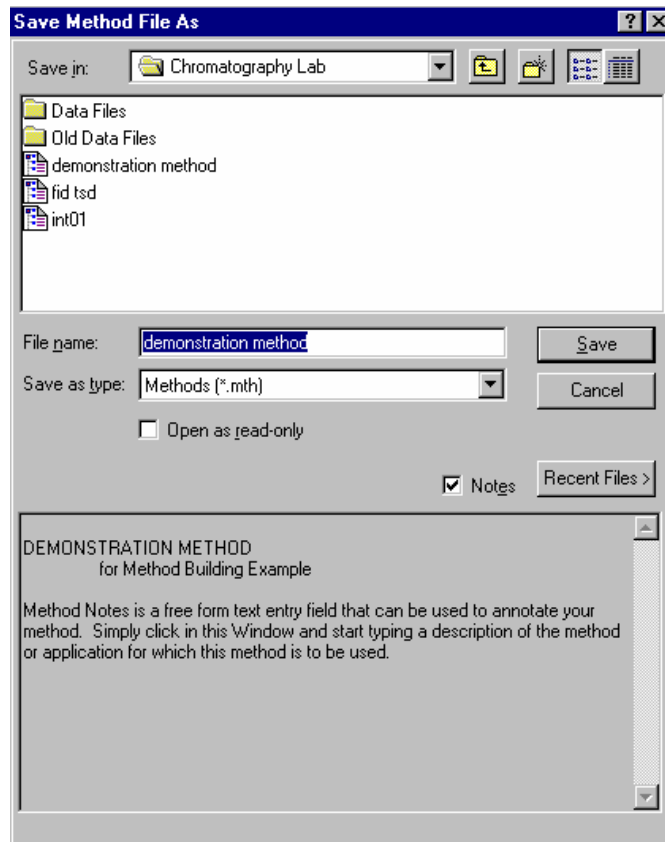 Save Method File As
Save in: Chromatography Lab
Data Files
Old Data Files
demonstration method
fid tsd
int01
File name: demonstration method Save
Save as type: Methods (*.mth) Cancel
Open as read-only
Notes Recent Files >
DEMONSTRATION METHOD
for Method Building Example
Method Notes is a free form text entry field that can be used to annotate your
method. Simply click in this Window and start typing a description of the method
or application for which this method is to be used.